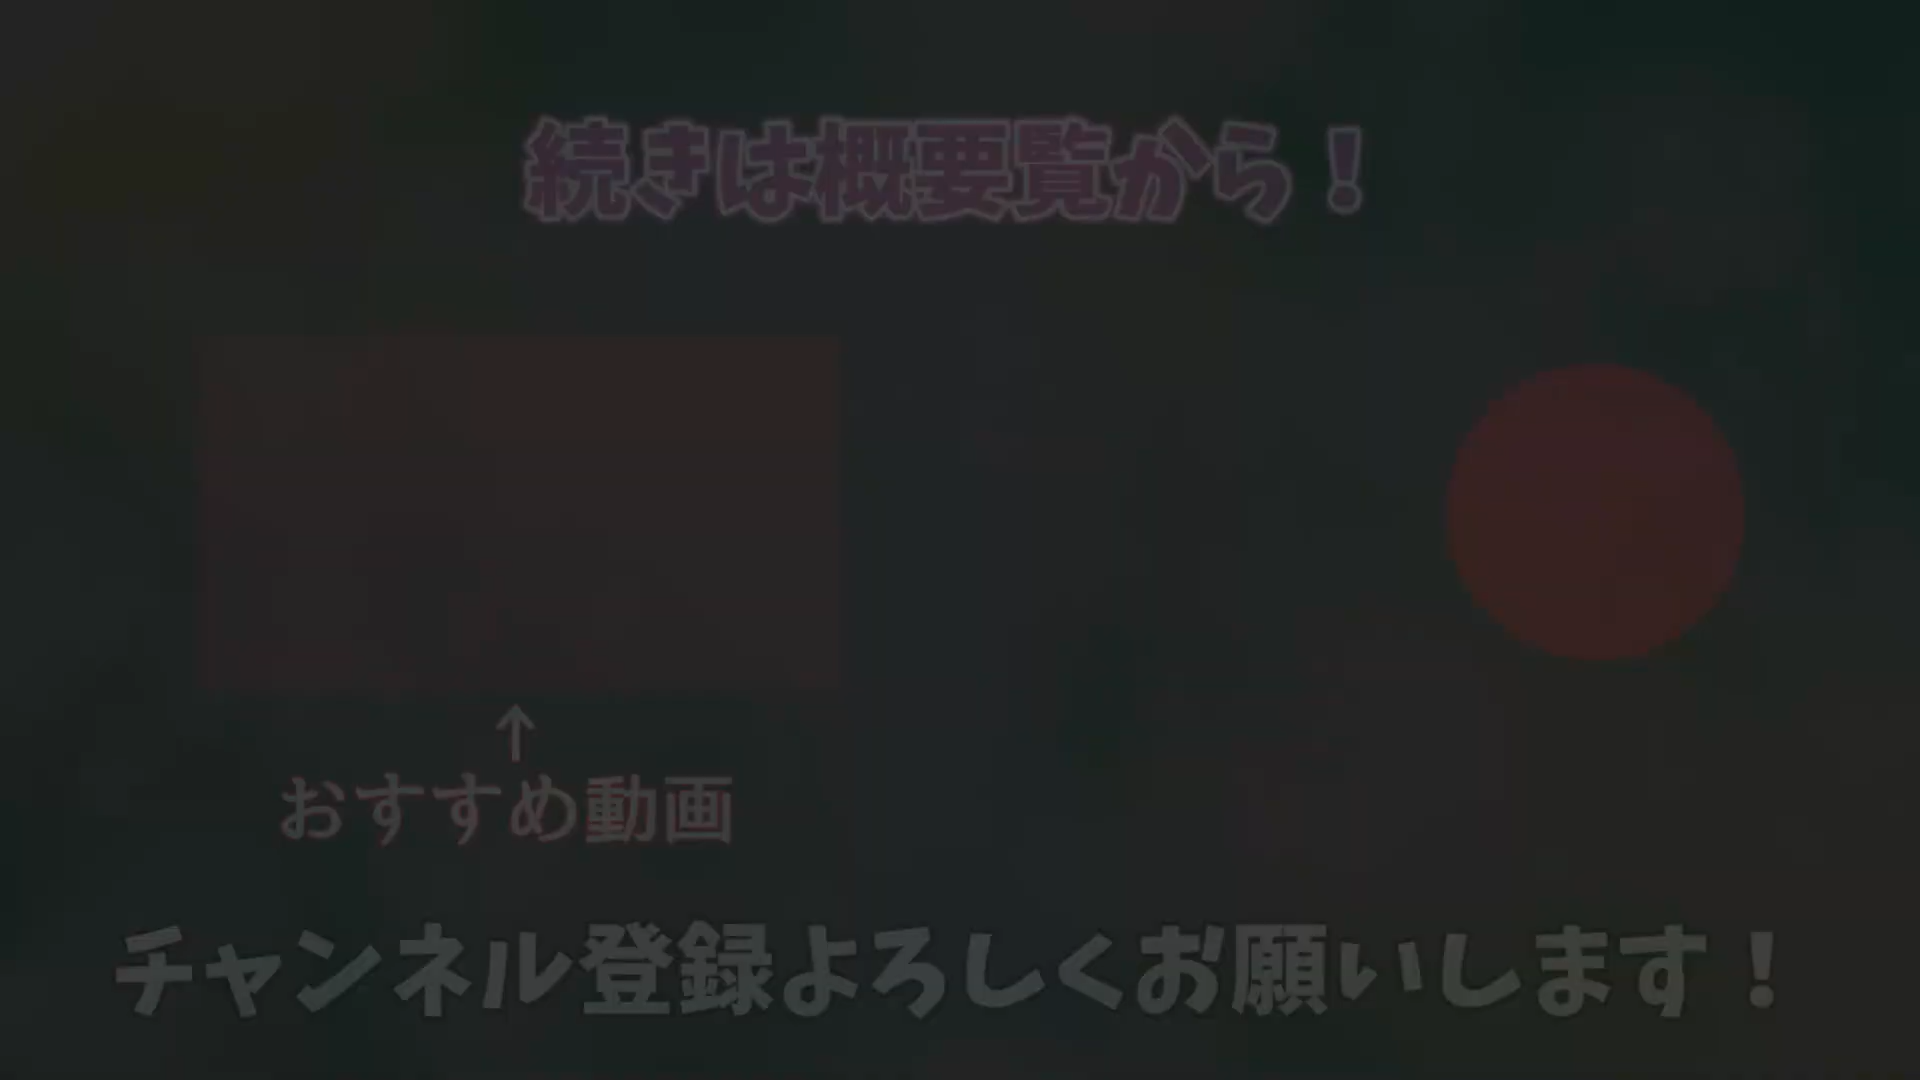 続きは概要覧から！
↑
おすすめ動画
チャンネル登録よろしくお願いします！